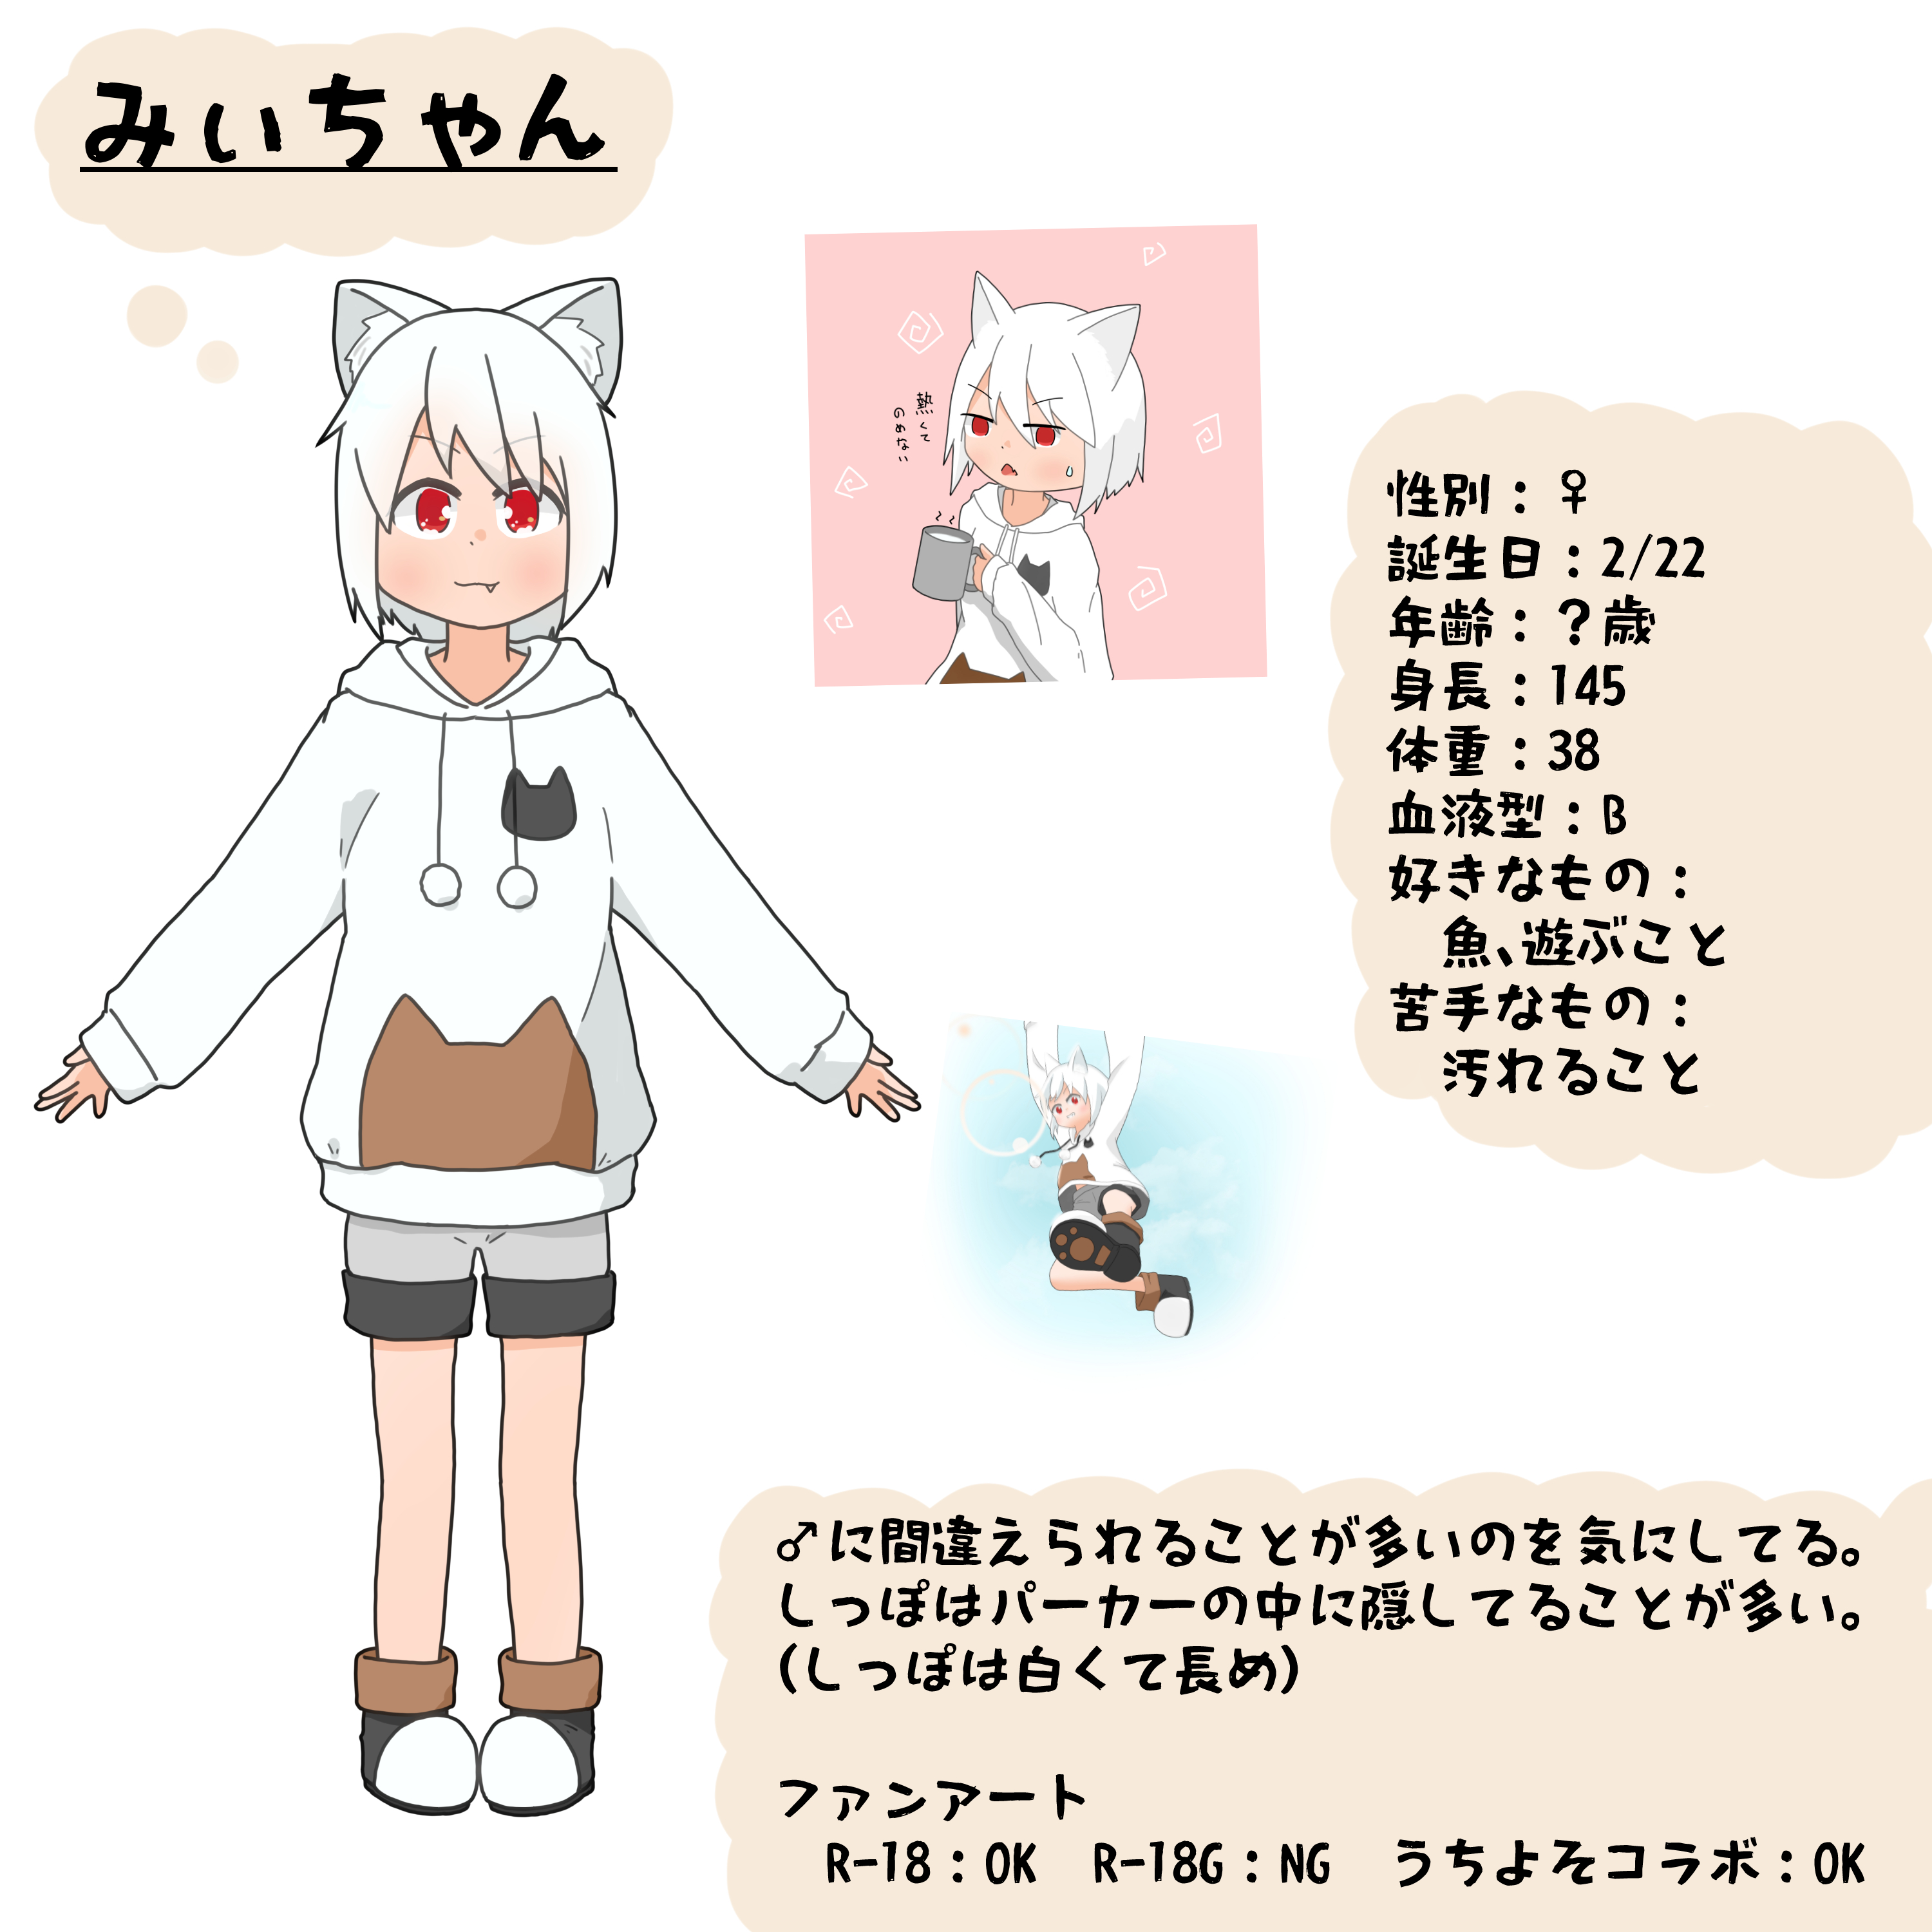 みぃちゃん
熱くて
のめない
性別：♀
誕生日：2/22
年齢：？歳
身長：145
体重：38
血液型：B
好きなもの：
魚、遊ぶこと
苦手なもの：
汚れること
♂に間違えられることが多いのを気にしてる。
しっぽはパーカーの中に隠してることが多い。
(しっぽは白くて長め)
ファンアート
R-18：OK　R-18G：NG　うちよそコラボ：OK